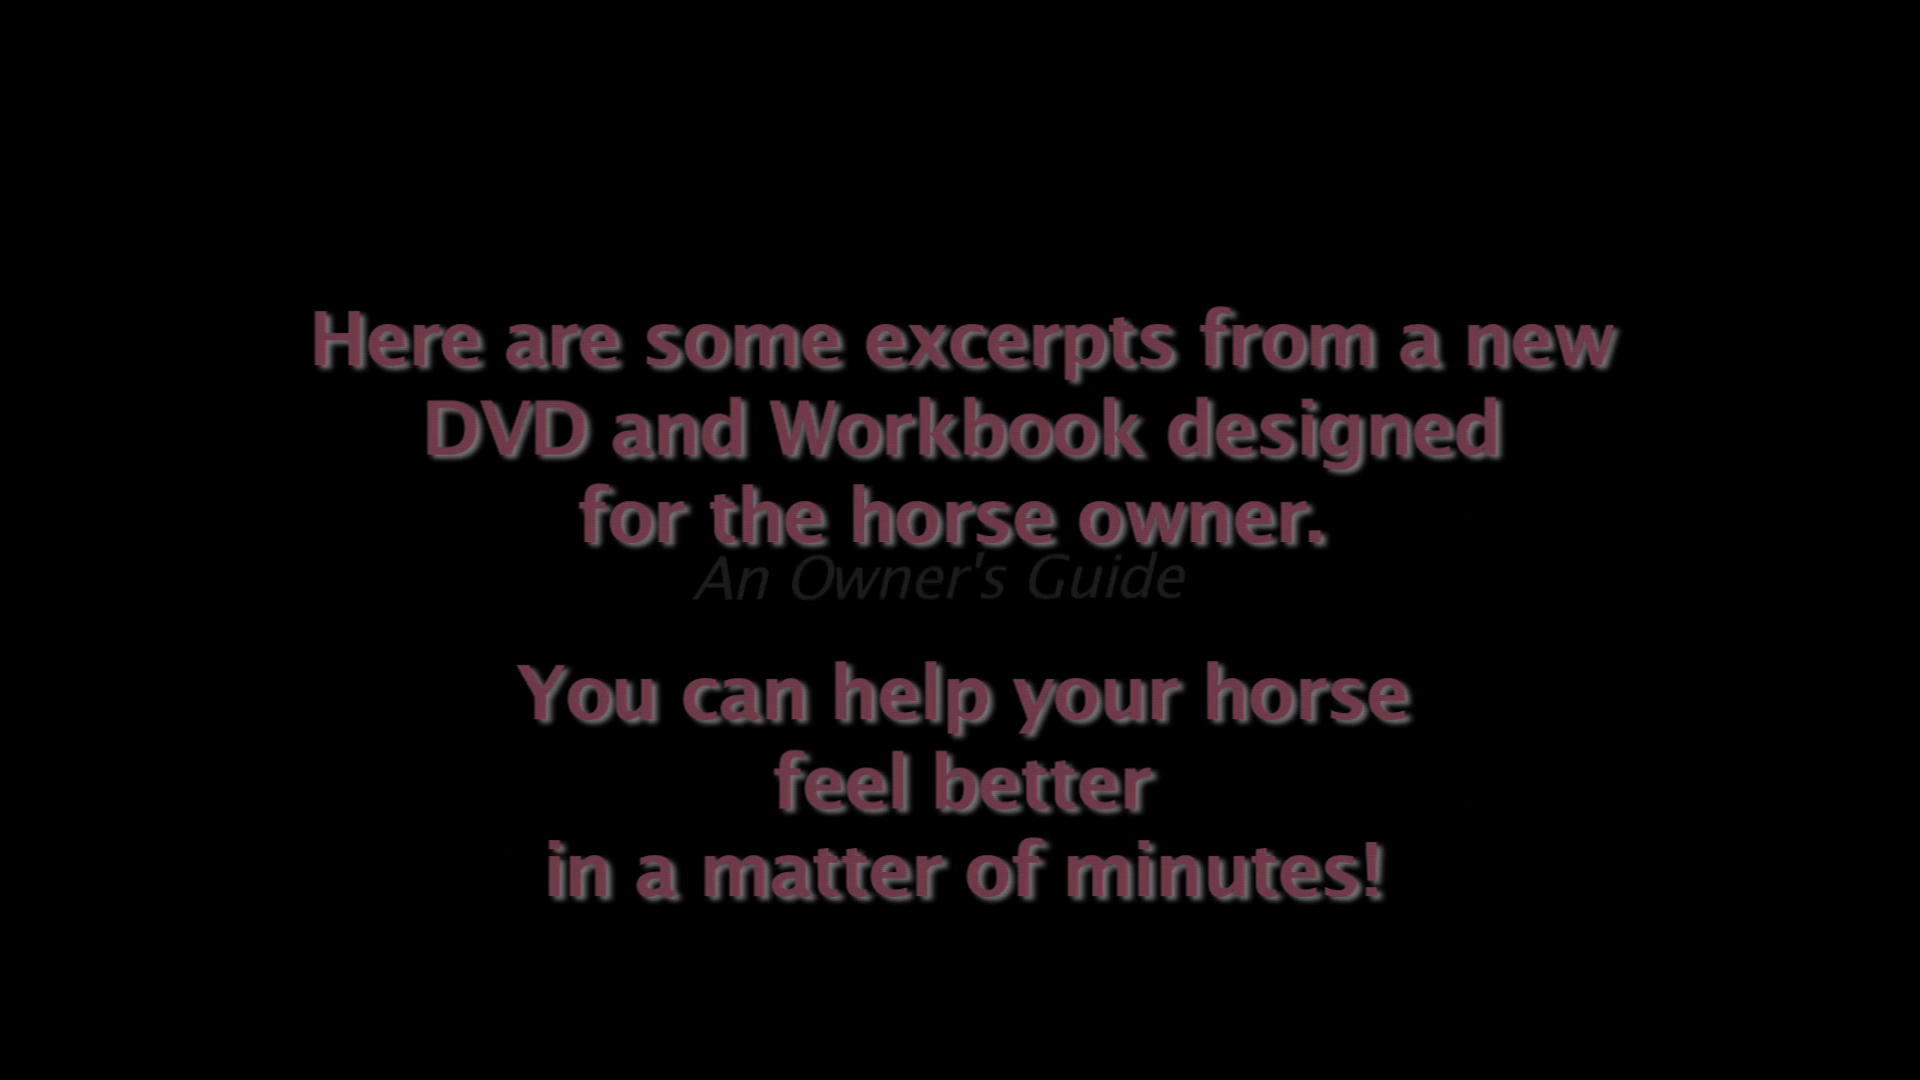 Here are some excerpts from a new
DVD and Workbook designed
for the horse owner.
An Owner's Guide
You can help your horse
feel better
in a matter of minutes!